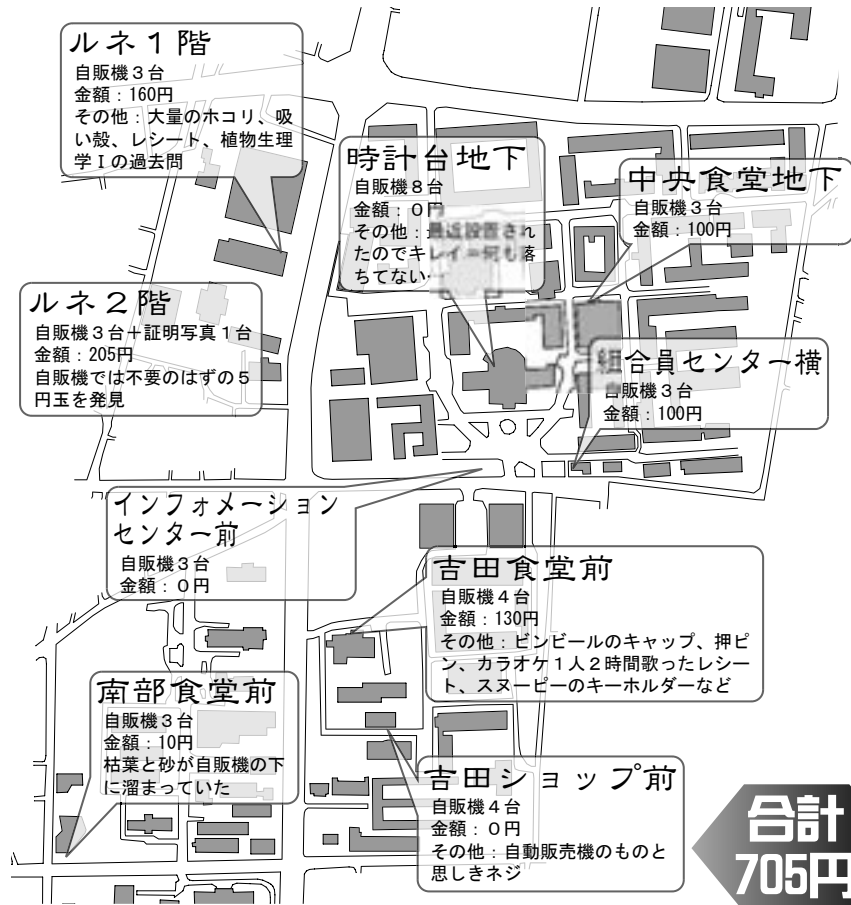 ルネ１階
自販機３台
金額：160円
その他：大量のホコリ、吸
い殻、レシート、植物生理
学Ⅰの過去問
時計台地下
自販機８台
金額：０円
その他：最近設置され
たのでキレイ＝何も落
ちてない…
中央食堂地下
自販機３台
金額：100円
ルネ２階
自販機３台＋証明写真１台
金額：205円
自販機では不要のはずの５
円玉を発見
組合員センター横
自販機３台
金額：100円
インフォメーション
センター前
自販機３台
金額：０円
吉田食堂前
自販機４台
金額：130円
その他：ビンビールのキャップ、押ピ
ン、カラオケ１人２時間歌ったレシー
ト、スヌーピーのキーホルダーなど
南部食堂前
自販機３台
金額：10円
枯葉と砂が自販機の下
に溜まっていた
吉田ショップ前
自販機４台
金額：０円
その他：自動販売機のものと
思しきネジ
合計
705円